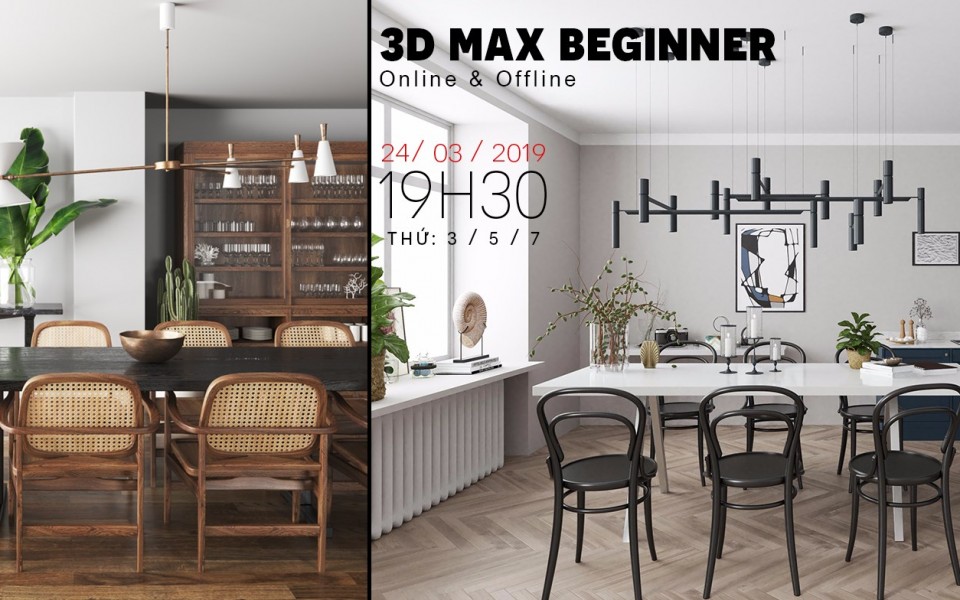 3D MAX BEGINNER
Online & Offline
24/ 03 / 2019
19H30
THỨ: 3 / 5 / 7